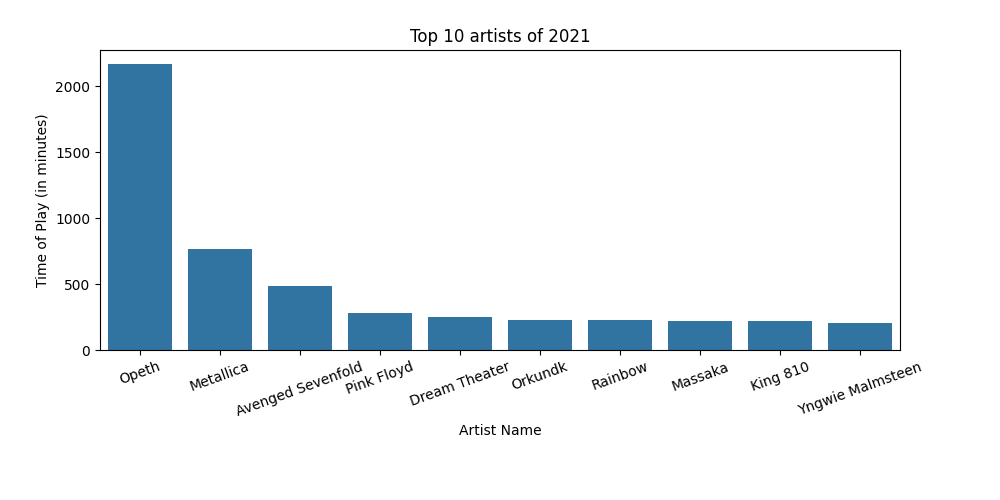 Top 10 artists of 2021
Time of Play (in minutes)
2000
1500
1000
500
0
Opeth
Metallica
Avenged Sevenfold
Pink Floyd
Dream Theater
Orkundk
Rainbow
Massaka
King 810
Yngwie Malmsteen
Artist Name